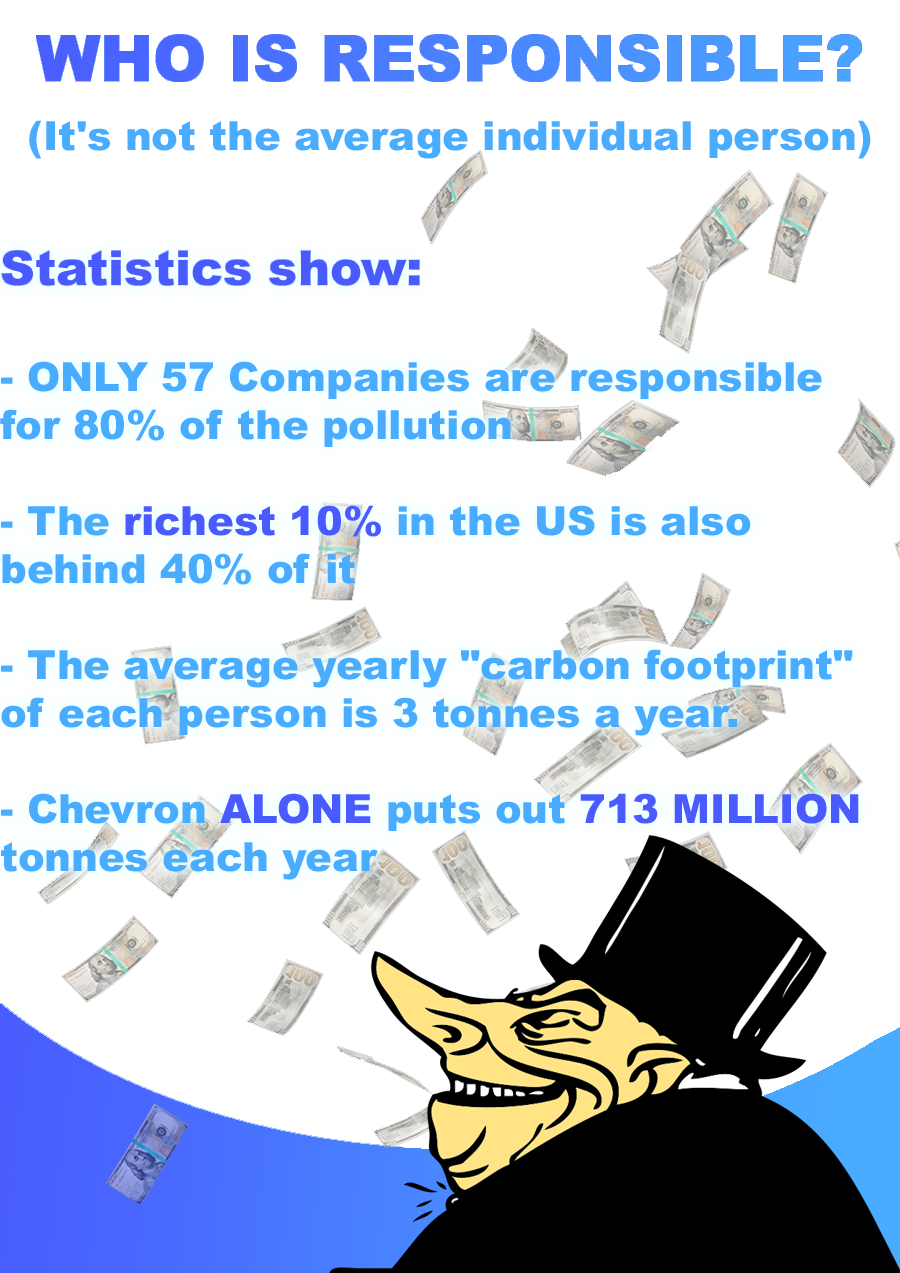 WHO IS RESPONSIBLE?
(It's not the average individual person)
Statistics show:
- ONLY 57 Companies are responsible
for 80% of the pollution
- The richest 10% in the US is also
behind 40% of it
- The average yearly "carbon footprint"
of each person is 3 tonnes a year.
- Chevron ALONE puts out 713 MILLION
tonnes each year